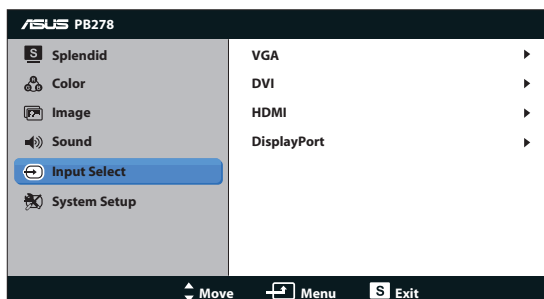 ASUS PB278
S Splendid
Color
Image
Sound
Input Select
System Setup
VGA
DVI
HDMI
DisplayPort
Move Menu S Exit